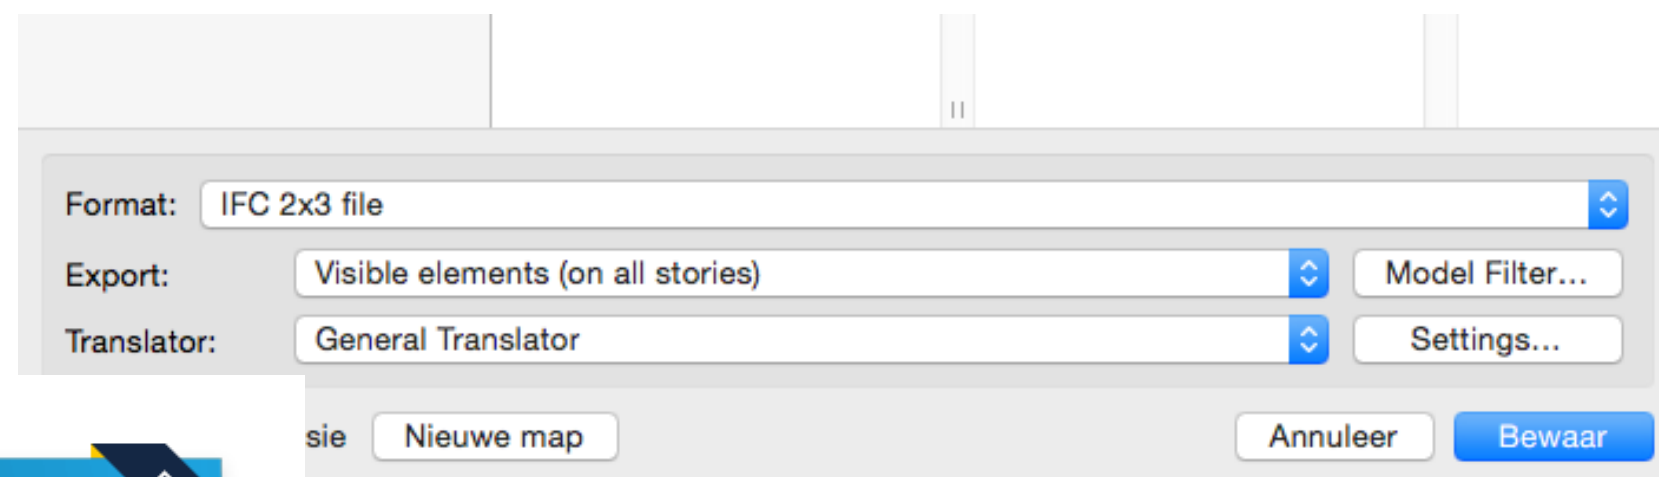 Format: IFC 2x3 file
Export: Visible elements (on all stories) Model Filter...
Translator: General Translator Settings...
sie Nieuwe map Annuleer Bewaar